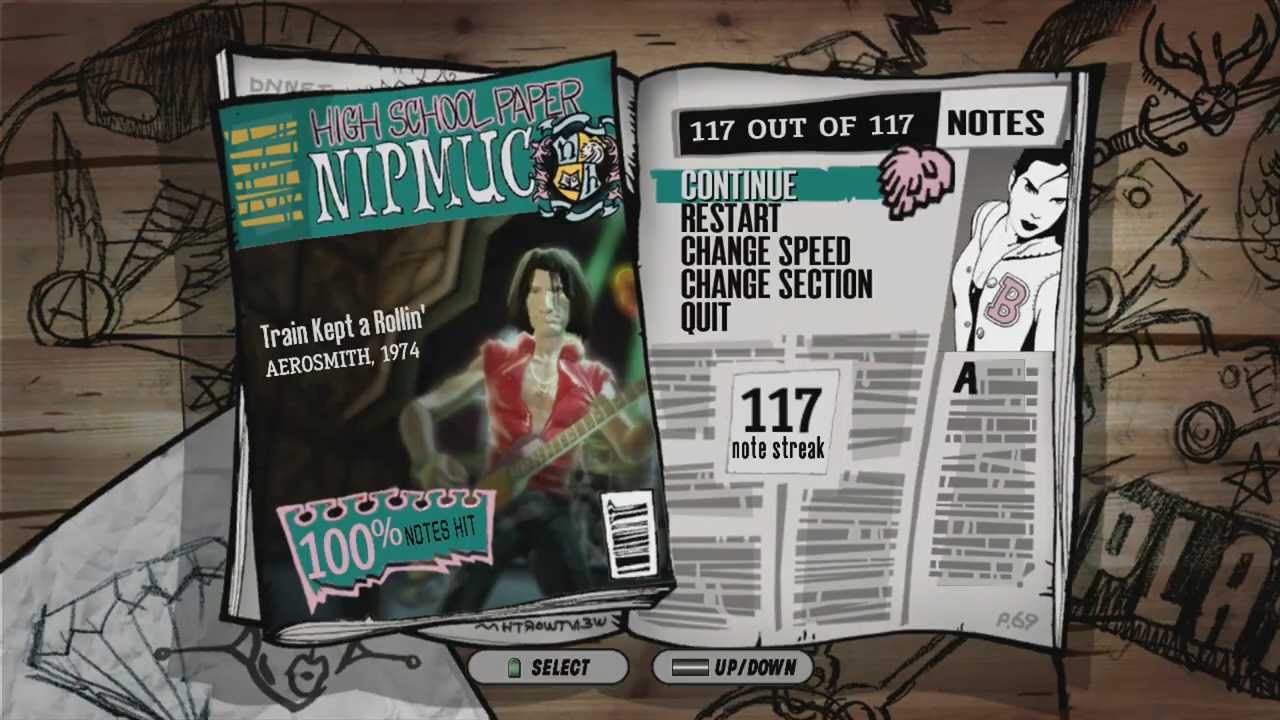 HIGH SCHOOL PAPER
NIPMUC
n
h
Train Kept a Rollin'
AEROSMITH, 1974
100% NOTES HIT
117 OUT OF 117 NOTES
CONTINUE
RESTART
CHANGE SPEED
CHANGE SECTION
QUIT
B
117
note streak
A
P.69
SELECT
UP/DOWN